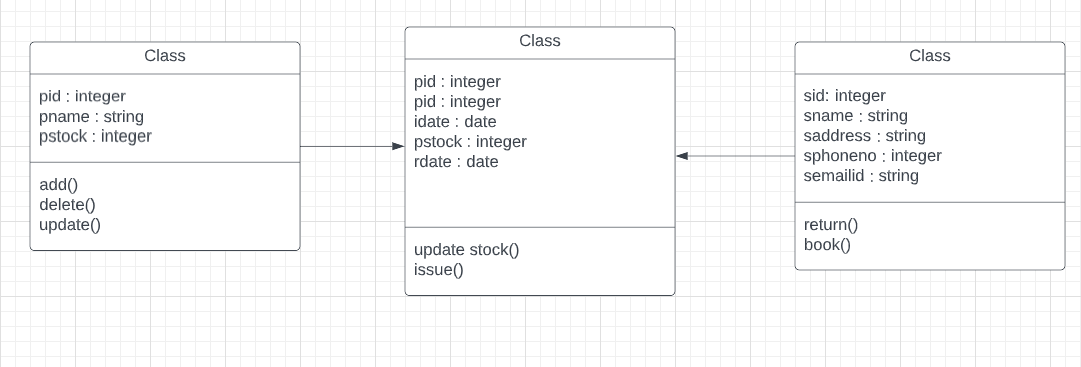 Class
pid : integer
pname : string
pstock : integer
add()
delete()
update()
Class
pid : integer
pid : integer
idate : date
pstock : integer
rdate : date
update stock()
issue()
Class
sid: integer
sname : string
saddress : string
sphoneno : integer
semailid : string
return()
book()